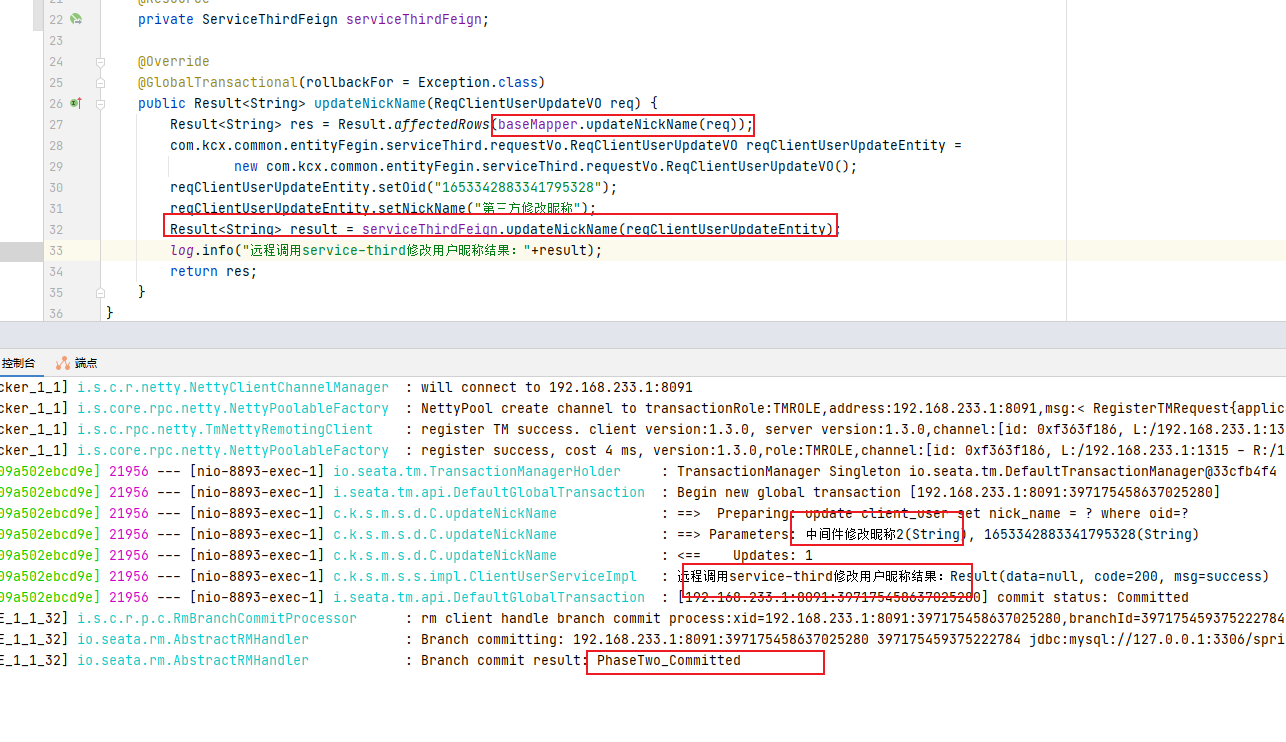 21 @Resource
22 private ServiceThirdFeign serviceThirdFeign;
23
24 @Override
25 @GlobalTransactional(rollbackFor = Exception.class)
26 public Result<String> updateNickName(ReqClientUserUpdateVO req) {
27 Result<String> res = Result.affectedRows(baseMapper.updateNickName(req));
28 com.kcx.common.entityFegin.serviceThird.requestVo.ReqClientUserUpdateVO reqClientUserUpdateEntity =
29 new com.kcx.common.entityFegin.serviceThird.requestVo.ReqClientUserUpdateVO();
30 reqClientUserUpdateEntity.setOid("1653342883341795328");
31 reqClientUserUpdateEntity.setNickName("第三方修改昵称");
32 Result<String> result = serviceThirdFeign.updateNickName(reqClientUserUpdateEntity);
33 log.info("远程调用service-third修改用户昵称结果："+result);
34 return res;
35 }
36 }
控制台 端点
cker_1_1] i.s.c.r.netty.NettyClientChannelManager : will connect to 192.168.233.1:8091
cker_1_1] i.s.core.rpc.netty.NettyPoolableFactory : NettyPool create channel to transactionRole:TMROLE,address:192.168.233.1:8091,msg:< RegisterTMRequest{applic
cker_1_1] i.s.c.rpc.netty.TmNettyRemotingClient : register TM success. client version:1.3.0, server version:1.3.0,channel:[id: 0xf363f186, L:/192.168.233.1:13
cker_1_1] i.s.core.rpc.netty.NettyPoolableFactory : register success, cost 4 ms, version:1.3.0,role:TMROLE,channel:[id: 0xf363f186, L:/192.168.233.1:1315 - R:/1
09a502ebcd9e] 21956 --- [nio-8893-exec-1] io.seata.tm.TransactionManagerHolder : TransactionManager Singleton io.seata.tm.DefaultTransactionManager@33cfb4f4
09a502ebcd9e] 21956 --- [nio-8893-exec-1] i.seata.tm.api.DefaultGlobalTransaction : Begin new global transaction [192.168.233.1:8091:397175458637025280]
09a502ebcd9e] 21956 --- [nio-8893-exec-1] c.k.s.m.s.d.C.updateNickName : ==> Preparing: update client_user set nick_name = ? where oid=?
09a502ebcd9e] 21956 --- [nio-8893-exec-1] c.k.s.m.s.d.C.updateNickName : ==> Parameters: 中间件修改昵称2(String), 1653342883341795328(String)
09a502ebcd9e] 21956 --- [nio-8893-exec-1] c.k.s.m.s.d.C.updateNickName : <== Updates: 1
09a502ebcd9e] 21956 --- [nio-8893-exec-1] c.k.s.m.s.s.impl.ClientUserServiceImpl : 远程调用service-third修改用户昵称结果：Result(data=null, code=200, msg=success)
09a502ebcd9e] 21956 --- [nio-8893-exec-1] i.seata.tm.api.DefaultGlobalTransaction : [192.168.233.1:8091:397175458637025280] commit status: Committed
E_1_1_32] i.s.c.r.p.c.RmBranchCommitProcessor : rm client handle branch commit process:xid=192.168.233.1:8091:397175458637025280,branchId=397175459375222784
E_1_1_32] io.seata.rm.AbstractRMHandler : Branch committing: 192.168.233.1:8091:397175458637025280 397175459375222784 jdbc:mysql://127.0.0.1:3306/spri
E_1_1_32] io.seata.rm.AbstractRMHandler : Branch commit result: PhaseTwo_Committed